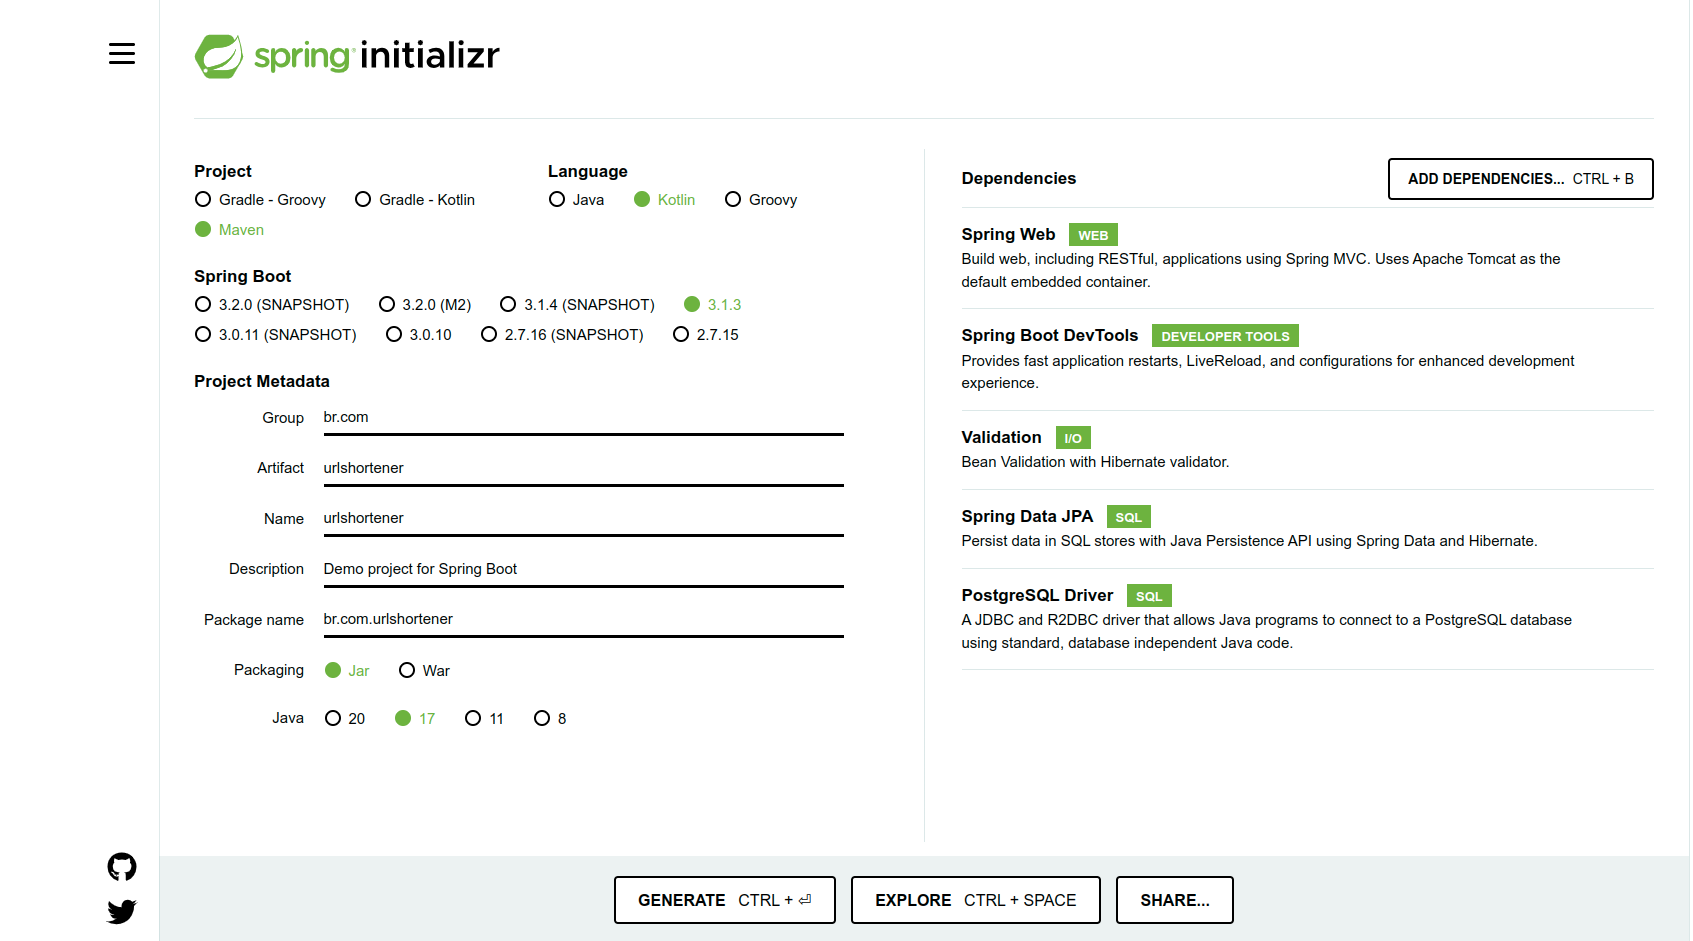 spring initializr
Project
Gradle - Groovy
Gradle - Kotlin
Maven
Language
Java
Kotlin
Groovy
Spring Boot
3.2.0 (SNAPSHOT)
3.2.0 (M2)
3.1.4 (SNAPSHOT)
3.1.3
3.0.11 (SNAPSHOT)
3.0.10
2.7.16 (SNAPSHOT)
2.7.15
Project Metadata
Group br.com
Artifact urlshortener
Name urlshortener
Description Demo project for Spring Boot
Package name br.com.urlshortener
Packaging Jar War
Java 20 17 11 8
Dependencies
ADD DEPENDENCIES... CTRL + B
Spring Web WEB
Build web, including RESTful, applications using Spring MVC. Uses Apache Tomcat as the
default embedded container.
Spring Boot DevTools DEVELOPER TOOLS
Provides fast application restarts, LiveReload, and configurations for enhanced development
experience.
Validation I/O
Bean Validation with Hibernate validator.
Spring Data JPA SQL
Persist data in SQL stores with Java Persistence API using Spring Data and Hibernate.
PostgreSQL Driver SQL
A JDBC and R2DBC driver that allows Java programs to connect to a PostgreSQL database
using standard, database independent Java code.
GENERATE CTRL + ⏎
EXPLORE CTRL + SPACE
SHARE...